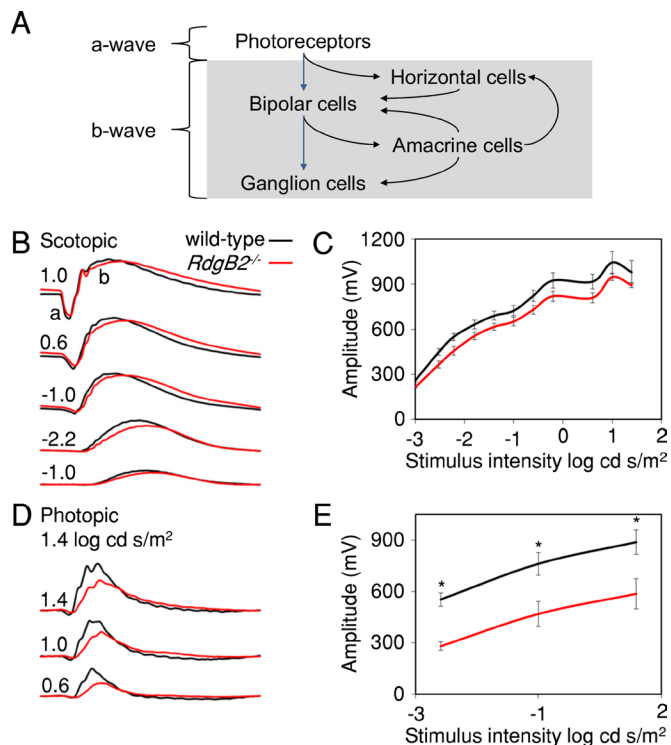 A
a-wave
Photoreceptors
Horizontal cells
Bipolar cells
b-wave
Amacrine cells
Ganglion cells
B
Scotopic
wild-type
RdgB2-/-
1.0
a
b
0.6
-1.0
-2.2
-1.0
C
Amplitude (mV)
1200
900
600
300
0
-3 -2 -1 0 1 2
Stimulus intensity log cd s/m²
D
Photopic
1.4 log cd s/m²
1.4
1.0
0.6
E
Amplitude (mV)
900
600
300
0
* * *
-3 -1 2
Stimulus intensity log cd s/m²